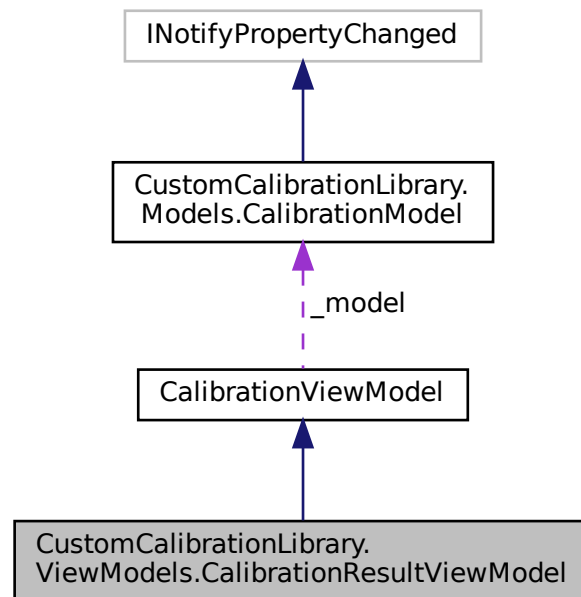 INotifyPropertyChanged
CustomCalibrationLibrary.
Models.CalibrationModel
_model
CalibrationViewModel
CustomCalibrationLibrary.
ViewModels.CalibrationResultViewModel